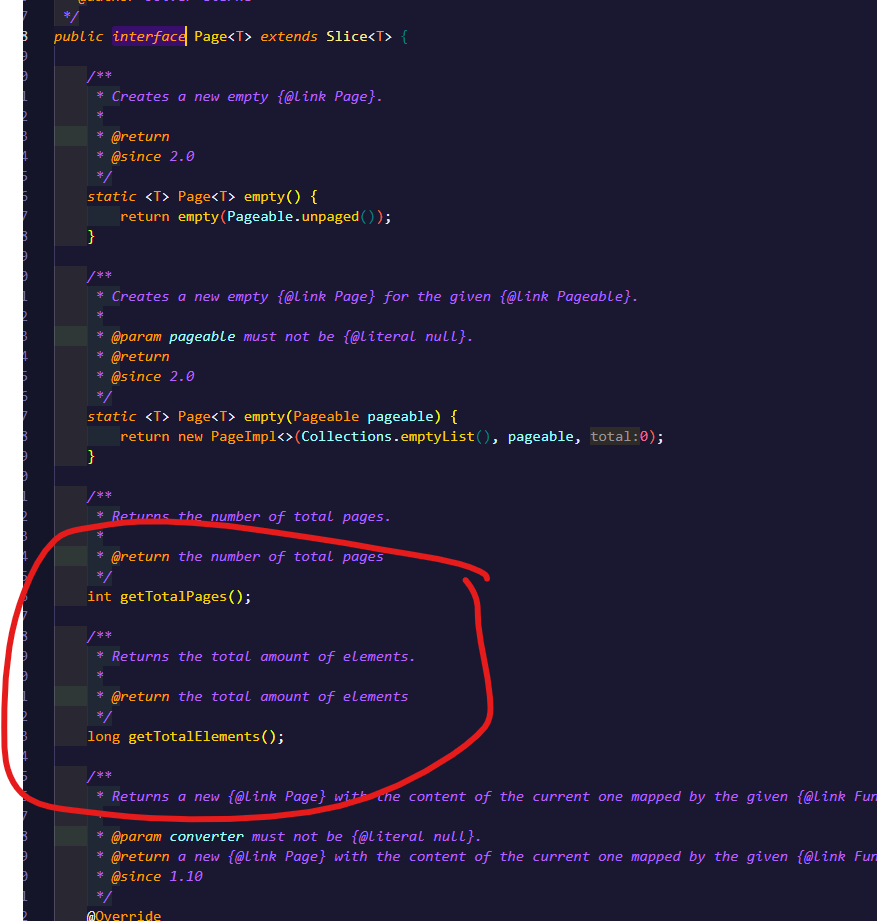 */
public interface Page<T> extends Slice<T> {
/**
* Creates a new empty {@link Page}.
*
* @return
* @since 2.0
*/
static <T> Page<T> empty() {
return empty(Pageable.unpaged());
}
/**
* Creates a new empty {@link Page} for the given {@link Pageable}.
*
* @param pageable must not be {@literal null}.
* @return
* @since 2.0
*/
static <T> Page<T> empty(Pageable pageable) {
return new PageImpl<>(Collections.emptyList(), pageable, total:0);
}
/**
* Returns the number of total pages.
*
* @return the number of total pages
*/
int getTotalPages();
/**
* Returns the total amount of elements.
*
* @return the total amount of elements
*/
long getTotalElements();
/**
* Returns a new {@link Page} with the content of the current one mapped by the given {@link Fun
*
* @param converter must not be {@literal null}.
* @return a new {@link Page} with the content of the current one mapped by the given {@link Fun
* @since 1.10
*/
@Override